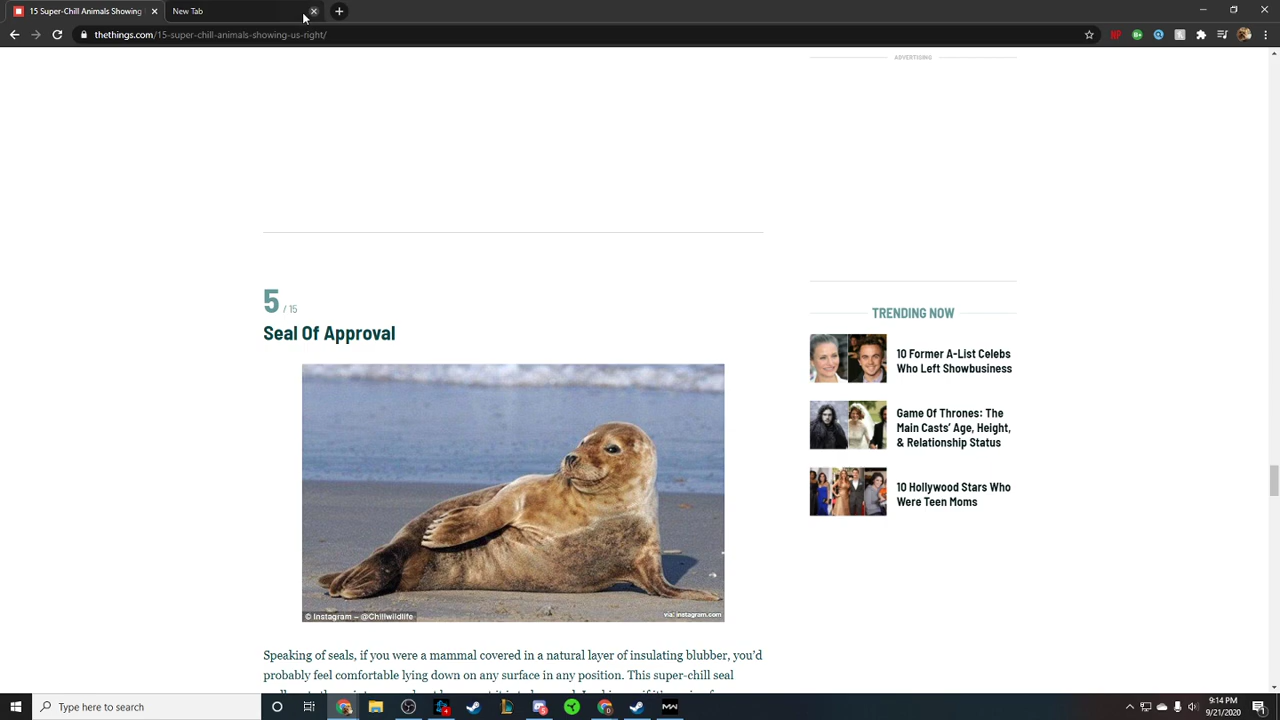 15 Super-Chill Animals Showing
New Tab
thethings.com/15-super-chill-animals-showing-us-right/
ADVERTISING
5 / 15
Seal Of Approval
© Instagram – @Chillwildlife
via: instagram.com
Speaking of seals, if you were a mammal covered in a natural layer of insulating blubber, you'd
probably feel comfortable lying down on any surface in any position. This super-chill seal
TRENDING NOW
10 Former A-List Celebs
Who Left Showbusiness
Game Of Thrones: The
Main Casts' Age, Height,
& Relationship Status
10 Hollywood Stars Who
Were Teen Moms
Type here to search
9:14 PM
9/21/2020